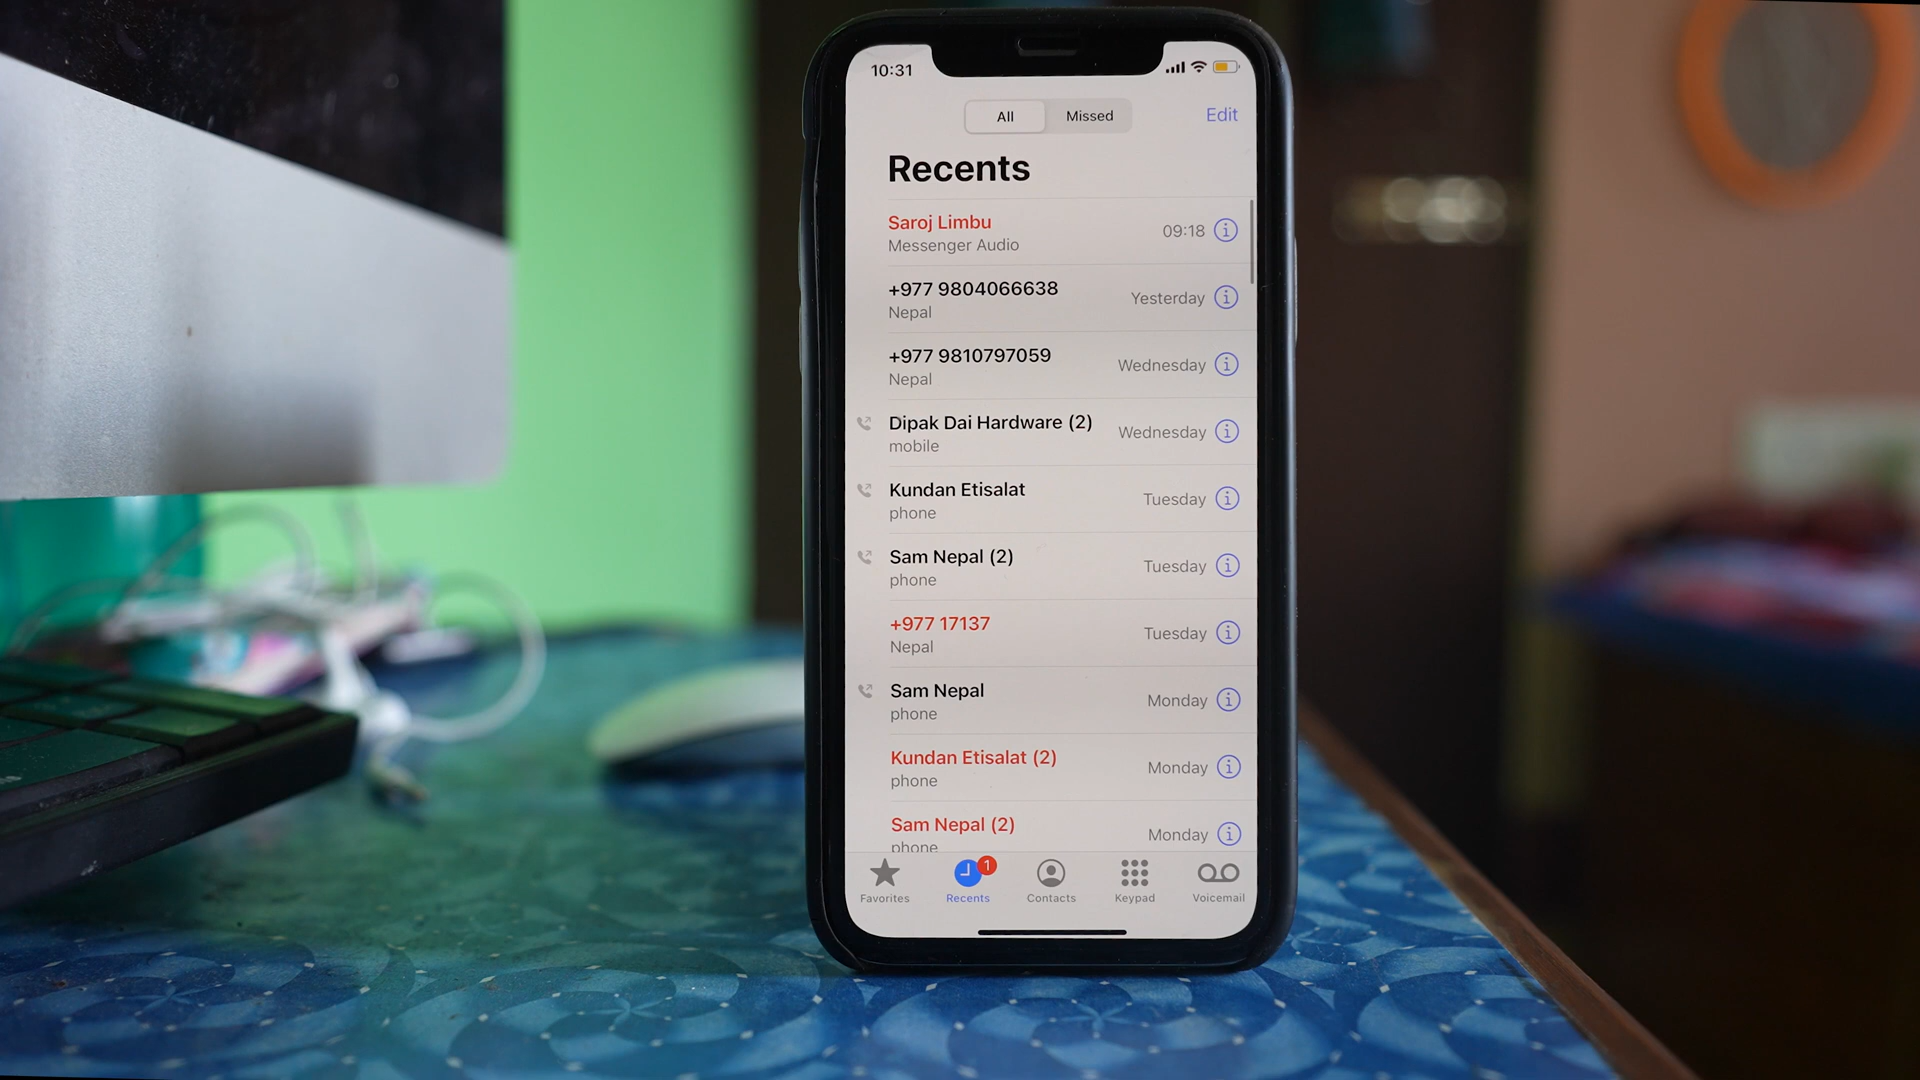 10:31
All
Missed
Edit
Recents
Saroj Limbu
Messenger Audio
09:18
+977 9804066638
Nepal
Yesterday
+977 9810797059
Nepal
Wednesday
Dipak Dai Hardware (2)
mobile
Wednesday
Kundan Etisalat
phone
Tuesday
Sam Nepal (2)
phone
Tuesday
+977 17137
Nepal
Tuesday
Sam Nepal
phone
Monday
Kundan Etisalat (2)
phone
Monday
Sam Nepal (2)
phone
Monday
1
Favorites
Recents
Contacts
Keypad
Voicemail